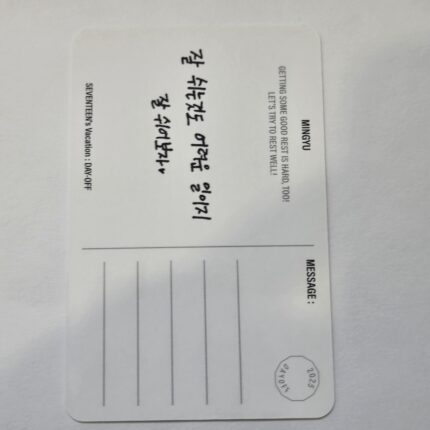 MINGYU
GETTING SOME GOOD REST IS HARD, TOO!
LET'S TRY TO REST WELL!
잘 쉬는것도 어려운 일이지
잘 쉬어보자♥
SEVENTEEN's Vacation : DAY-OFF
MESSAGE :
2023
DAYOFF